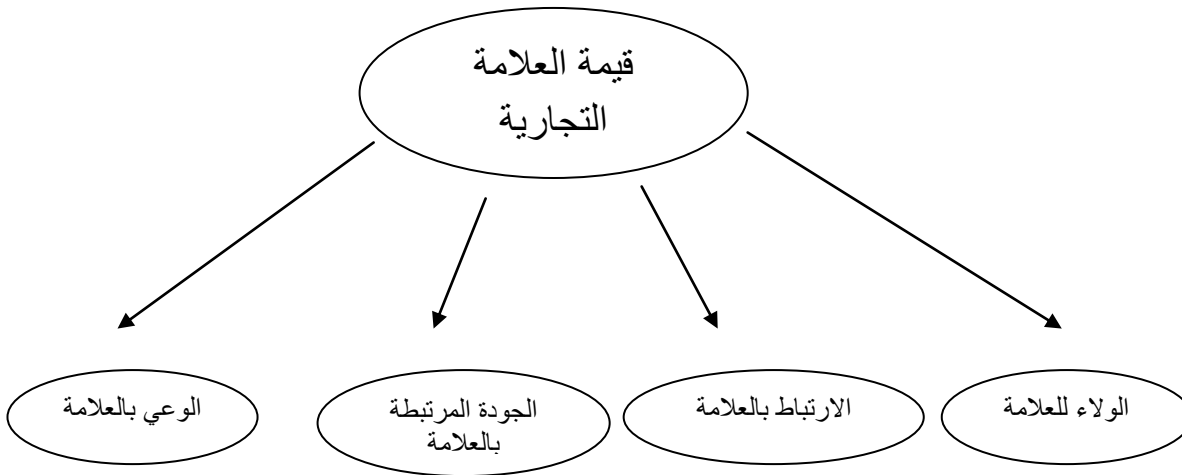 قيمة العلامة
التجارية
الولاء للعلامة
الارتباط بالعلامة
الجودة المرتبطة
بالعلامة
الوعي بالعلامة